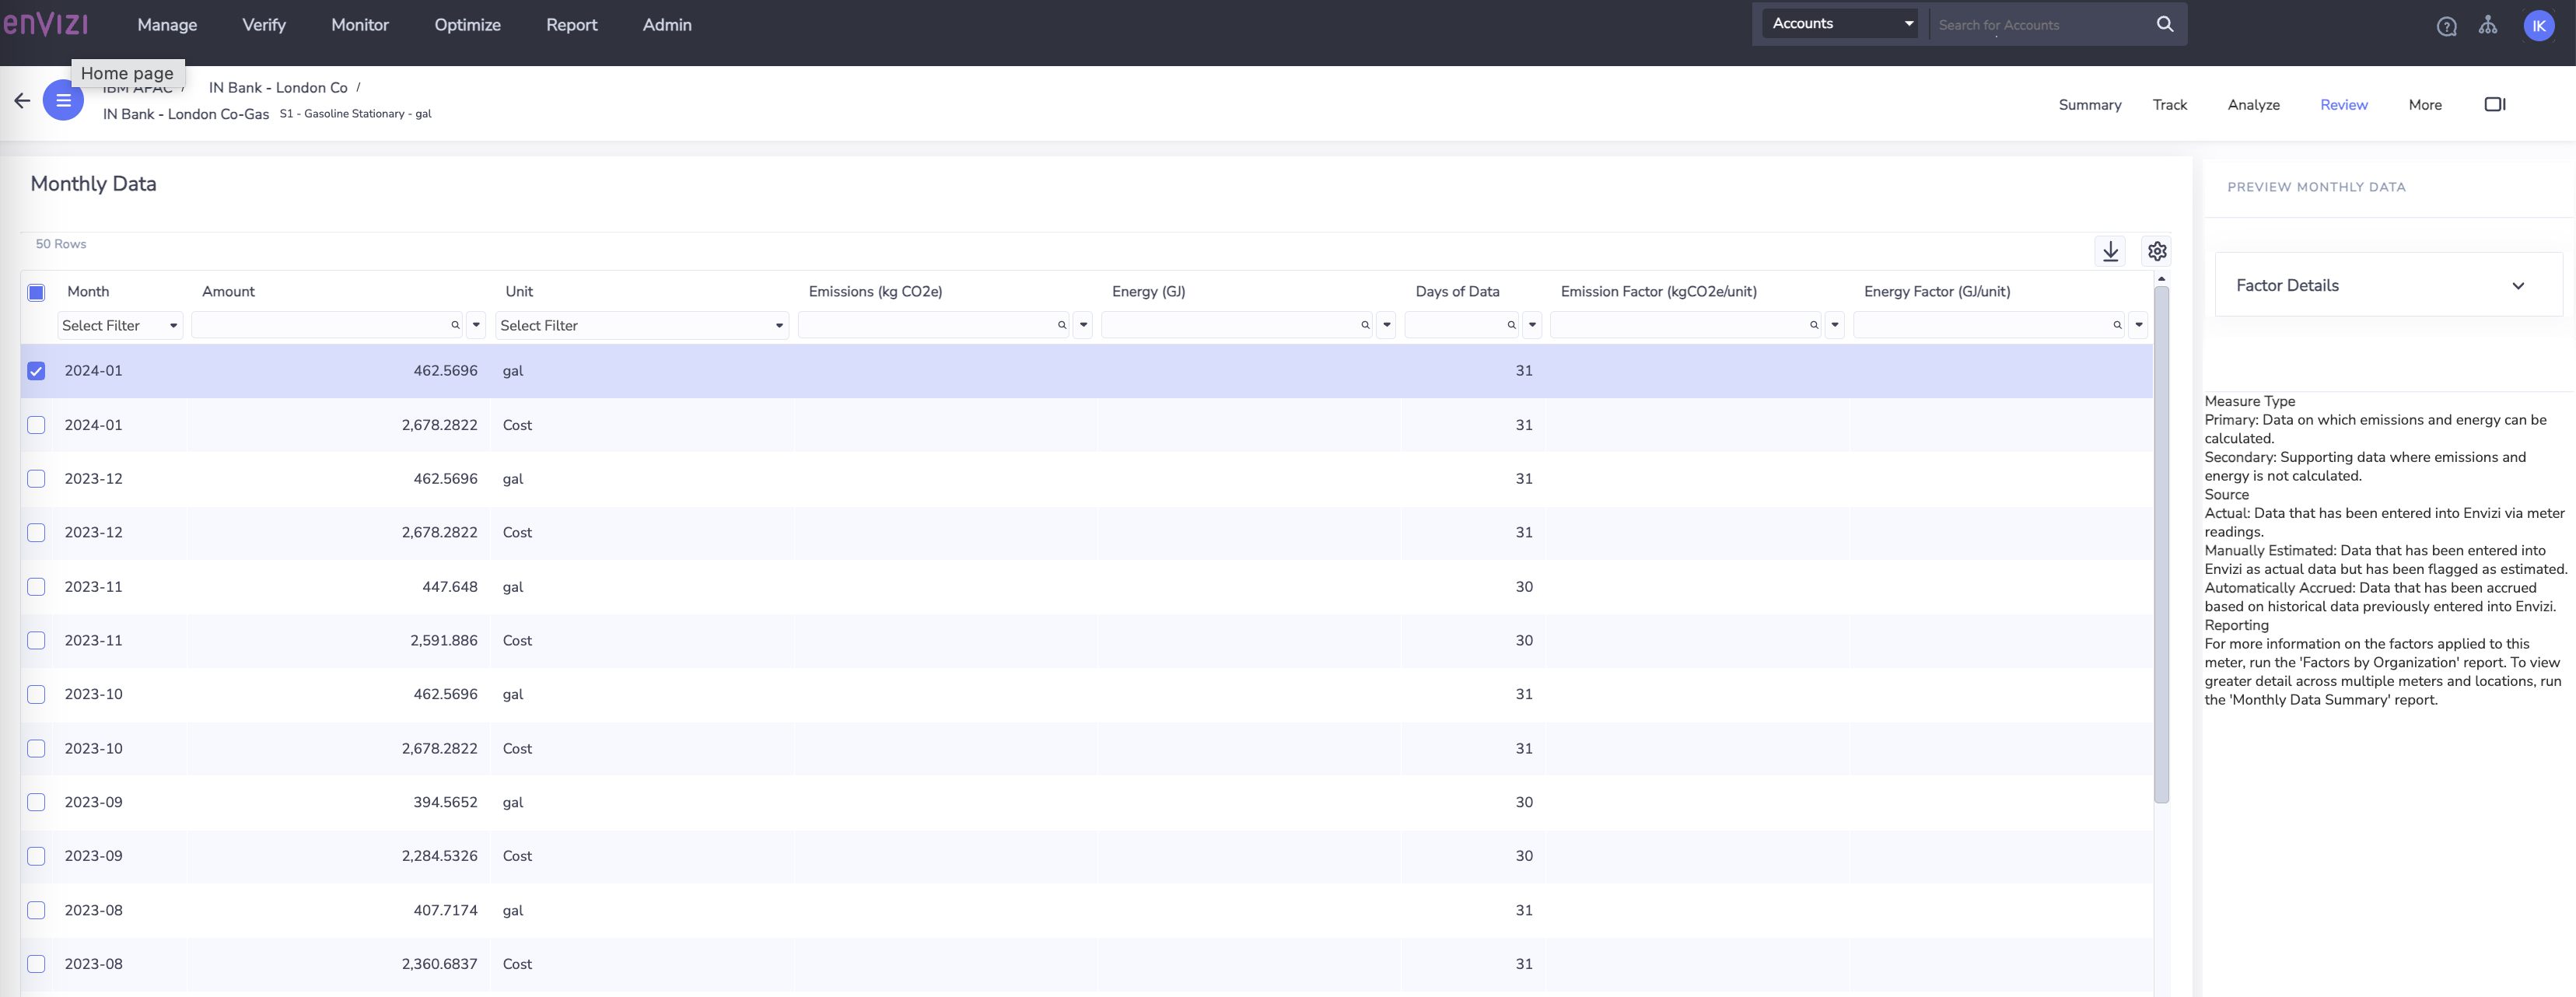 envizi
Manage Verify Monitor Optimize Report Admin
Accounts Search for Accounts
IK
Home page
IBM APAC / IN Bank - London Co /
IN Bank - London Co-Gas S1 - Gasoline Stationary - gal
Summary Track Analyze Review More
Monthly Data
50 Rows
Month Amount Unit Emissions (kg CO2e) Energy (GJ) Days of Data Emission Factor (kgCO2e/unit) Energy Factor (GJ/unit)
Select Filter Select Filter
2024-01 462.5696 gal 31
2024-01 2,678.2822 Cost 31
2023-12 462.5696 gal 31
2023-12 2,678.2822 Cost 31
2023-11 447.648 gal 30
2023-11 2,591.886 Cost 30
2023-10 462.5696 gal 31
2023-10 2,678.2822 Cost 31
2023-09 394.5652 gal 30
2023-09 2,284.5326 Cost 30
2023-08 407.7174 gal 31
2023-08 2,360.6837 Cost 31
PREVIEW MONTHLY DATA
Factor Details
Measure Type
Primary: Data on which emissions and energy can be
calculated.
Secondary: Supporting data where emissions and
energy is not calculated.
Source
Actual: Data that has been entered into Envizi via meter
readings.
Manually Estimated: Data that has been entered into
Envizi as actual data but has been flagged as estimated.
Automatically Accrued: Data that has been accrued
based on historical data previously entered into Envizi.
Reporting
For more information on the factors applied to this
meter, run the 'Factors by Organization' report. To view
greater detail across multiple meters and locations, run
the 'Monthly Data Summary' report.